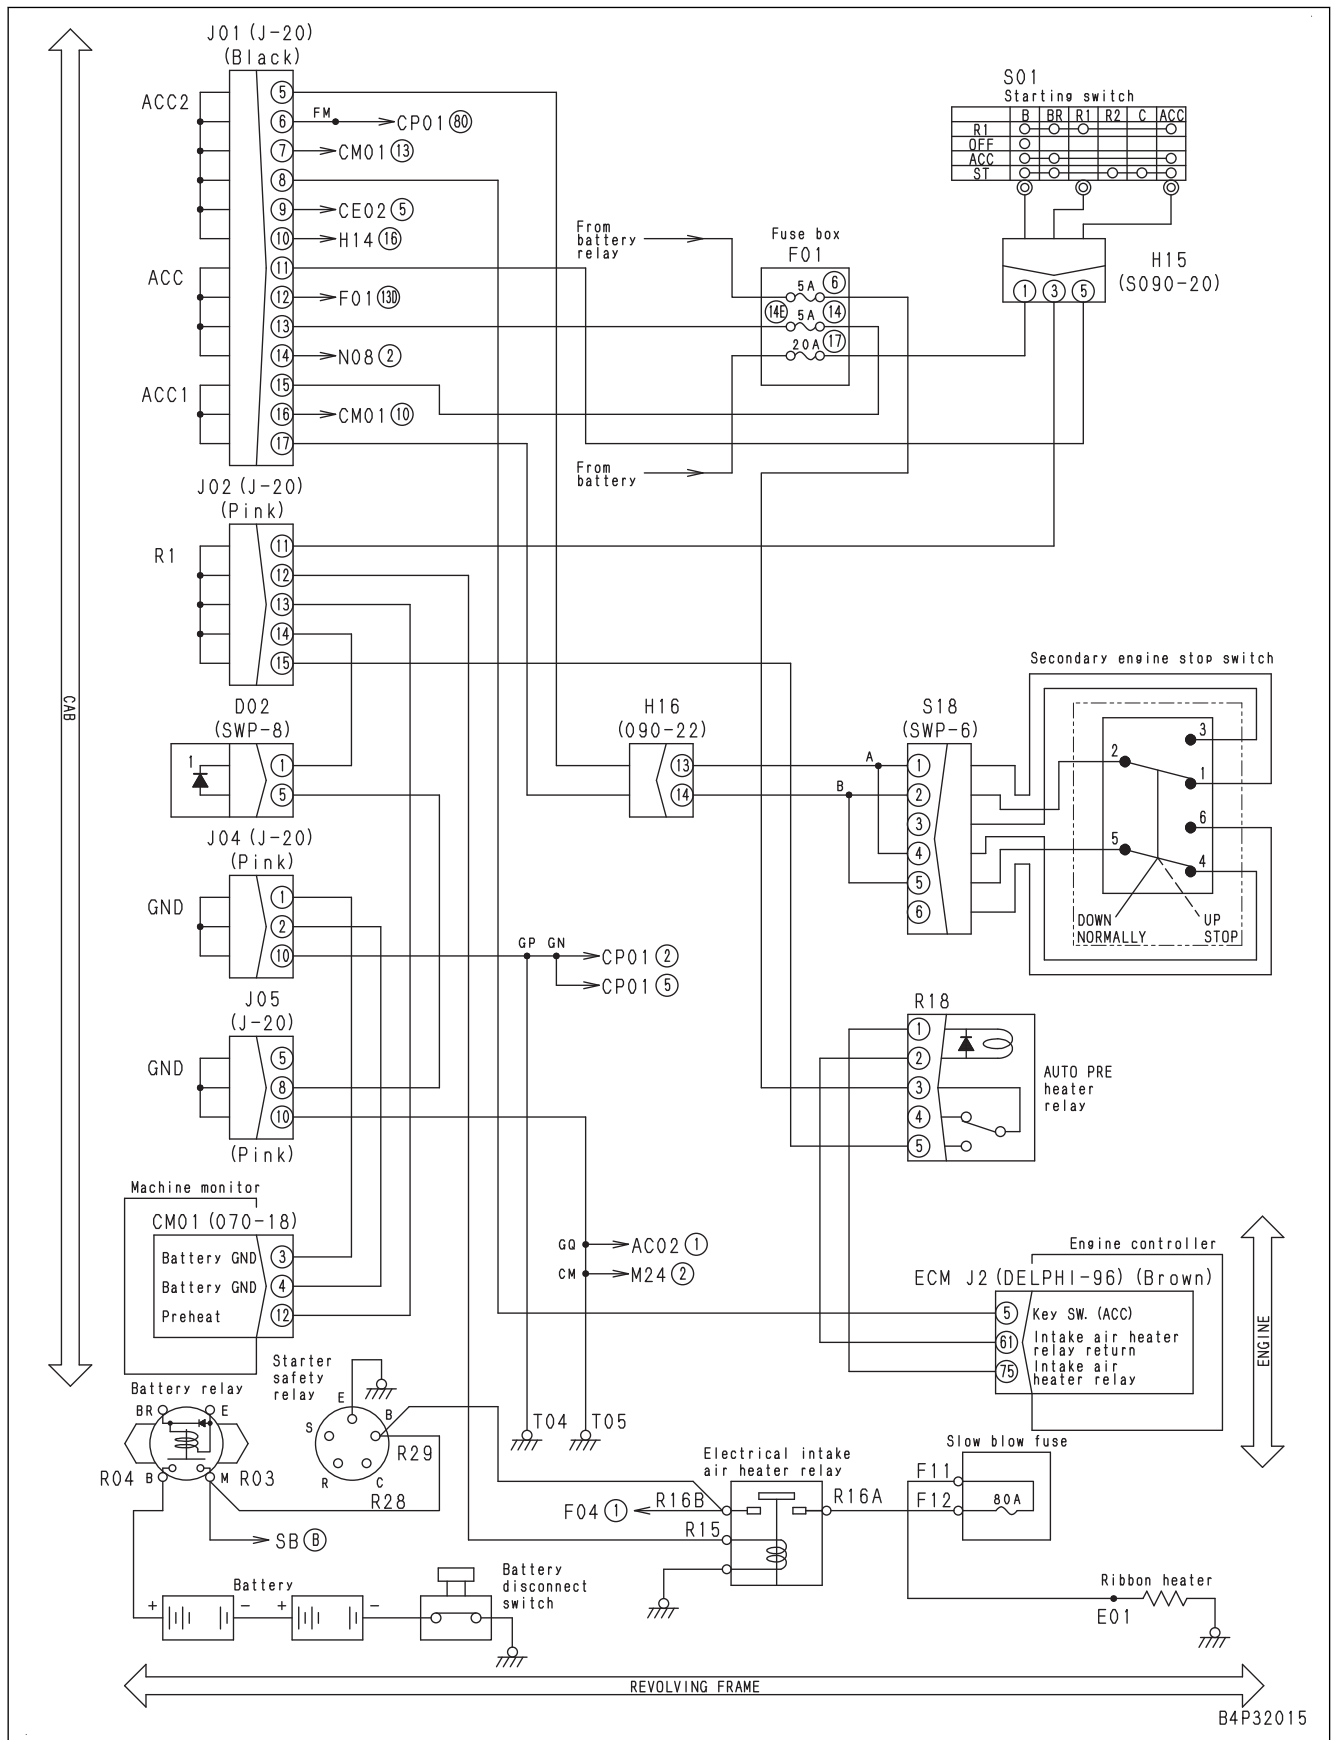 J01 (J-20)
(Black)
ACC2
5
6
FM
CP01 80
7
CM01 13
8
9
CE02 5
10
H14 16
ACC
11
12
F01 13D
13
14
N08 2
ACC1
15
16
CM01 10
17
S01
Starting switch
B BR R1 R2 C ACC
R1
OFF
ACC
ST
H15
(S090-20)
1 3 5
From
battery
relay
Fuse box
F01
5A 6
14E 5A 14
20A 17
From
battery
J02 (J-20)
(Pink)
R1
11
12
13
14
15
CAB
D02
(SWP-8)
1
1
5
H16
(090-22)
13
14
A
B
S18
(SWP-6)
1
2
3
4
5
6
Secondary engine stop switch
3
2
1
6
5
4
DOWN
NORMALLY
UP
STOP
J04 (J-20)
(Pink)
GND
1
2
10
GP GN
CP01 2
CP01 5
J05
(J-20)
GND
5
8
10
(Pink)
R18
1
2
3
4
5
AUTO PRE
heater
relay
Machine monitor
CM01 (070-18)
Battery GND 3
Battery GND 4
Preheat 12
GQ
AC02 1
CM
M24 2
Engine controller
ECM J2 (DELPHI-96) (Brown)
5 Key SW. (ACC)
61 Intake air heater
relay return
75 Intake air
heater relay
ENGINE
Battery relay
BR E
R04 B M R03
Starter
safety
relay
E
S B
R C
R29
R28
T04 T05
SB B
Electrical intake
air heater relay
F04 1
R16B
R16A
R15
Slow blow fuse
F11
F12
80A
Battery
+ - + -
Battery
disconnect
switch
Ribbon heater
E01
REVOLVING FRAME
B4P32015